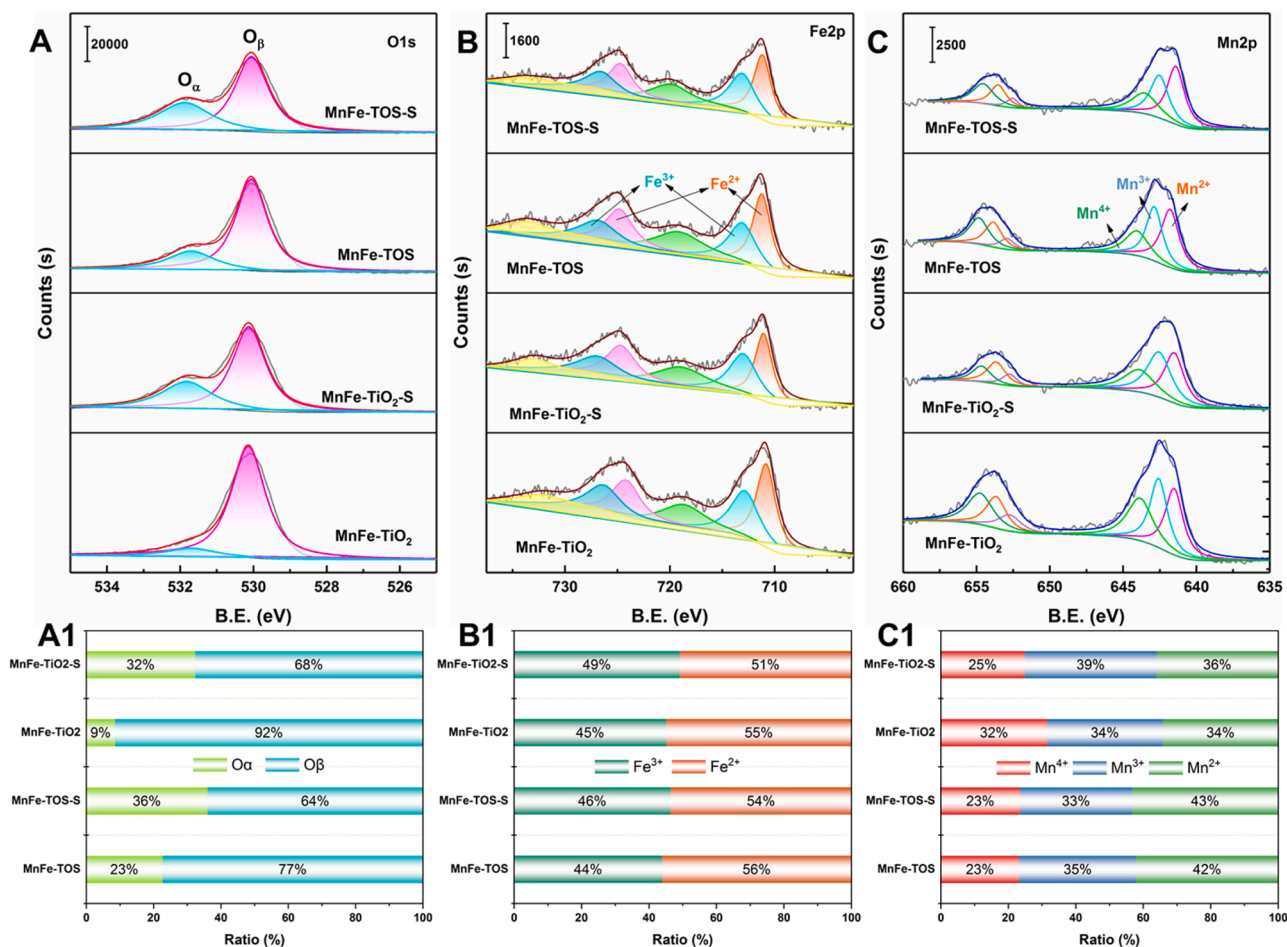 A
20000
O1s
Oα
Oβ
MnFe-TOS-S
MnFe-TOS
MnFe-TiO2-S
MnFe-TiO2
Counts (s)
534 532 530 528 526
B.E. (eV)
B
1600
Fe2p
MnFe-TOS-S
Fe3+
Fe2+
MnFe-TOS
MnFe-TiO2-S
MnFe-TiO2
Counts (s)
730 720 710
B.E. (eV)
C
2500
Mn2p
MnFe-TOS-S
Mn4+
Mn3+
Mn2+
MnFe-TOS
MnFe-TiO2-S
MnFe-TiO2
Counts (s)
660 655 650 645 640 635
B.E. (eV)
A1
MnFe-TiO2-S
32% 68%
MnFe-TiO2
9% 92%
Oα Oβ
MnFe-TOS-S
36% 64%
MnFe-TOS
23% 77%
0 20 40 60 80 100
Ratio (%)
B1
MnFe-TiO2-S
49% 51%
MnFe-TiO2
45% 55%
Fe3+ Fe2+
MnFe-TOS-S
46% 54%
MnFe-TOS
44% 56%
0 20 40 60 80 100
Ratio (%)
C1
MnFe-TiO2-S
25% 39% 36%
MnFe-TiO2
32% 34% 34%
Mn4+ Mn3+ Mn2+
MnFe-TOS-S
23% 33% 43%
MnFe-TOS
23% 35% 42%
0 20 40 60 80 100
Ratio (%)